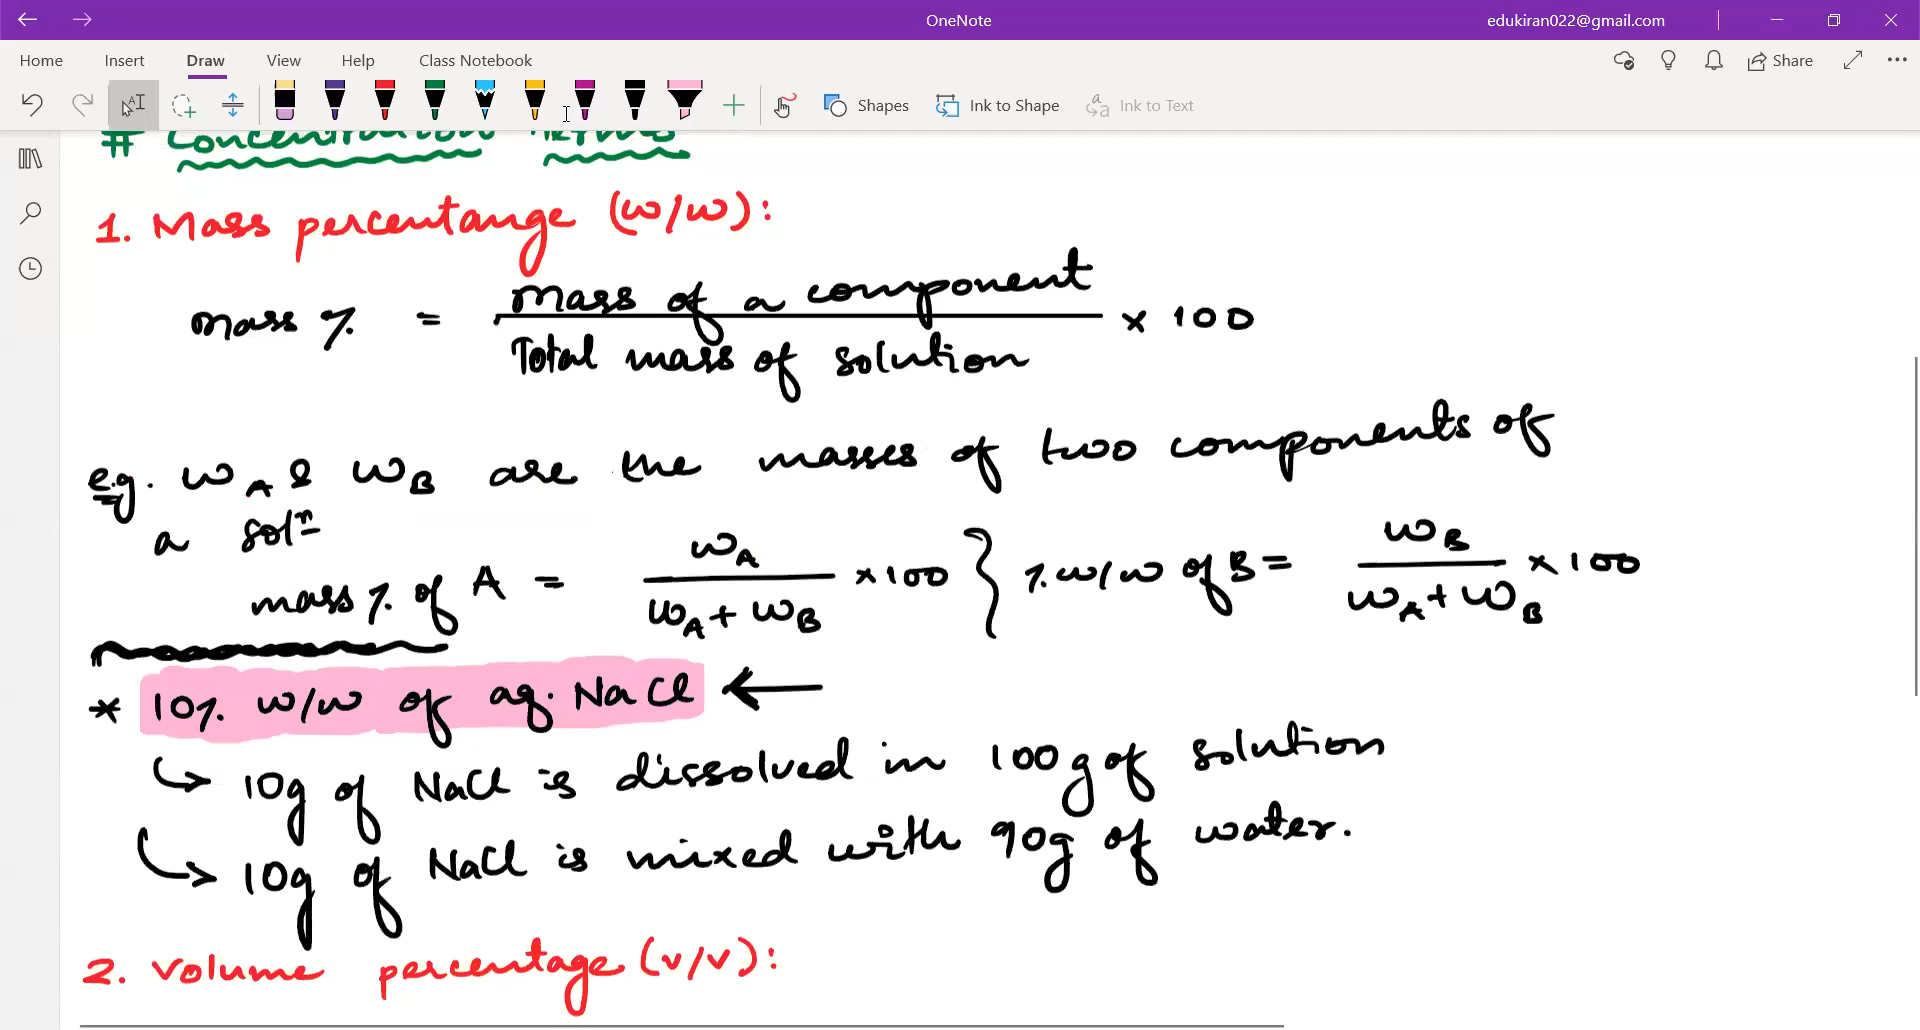 OneNote
edukiran022@gmail.com
Home Insert Draw View Help Class Notebook
Share
Shapes Ink to Shape Ink to Text
# Concentration
1. Mass percentange (w/w):
mass % = mass of a component / Total mass of solution × 100
e.g. wA & wB are the masses of two components of
a solⁿ
mass % of A = wA / wA + wB × 100 } % w/w of B = wB / wA + wB × 100
* 10% w/w of aq. NaCl ←
↳ 10g of NaCl is dissolved in 100g of solution
↳ 10g of NaCl is mixed with 90g of water.
2. Volume percentage (v/v):